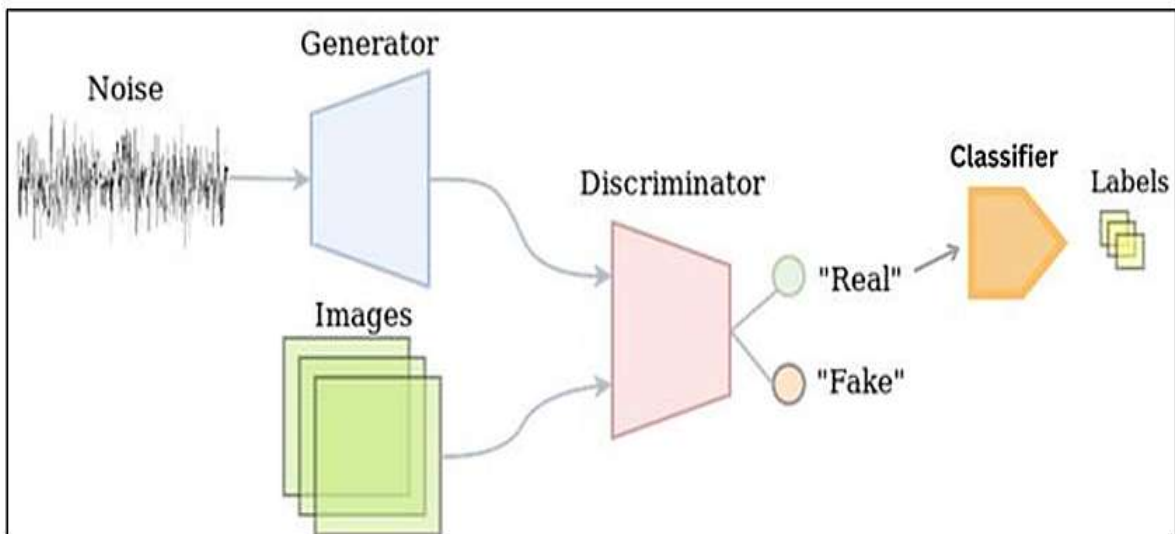 Generator
Noise
Classifier
Discriminator
Labels
"Real"
Images
"Fake"